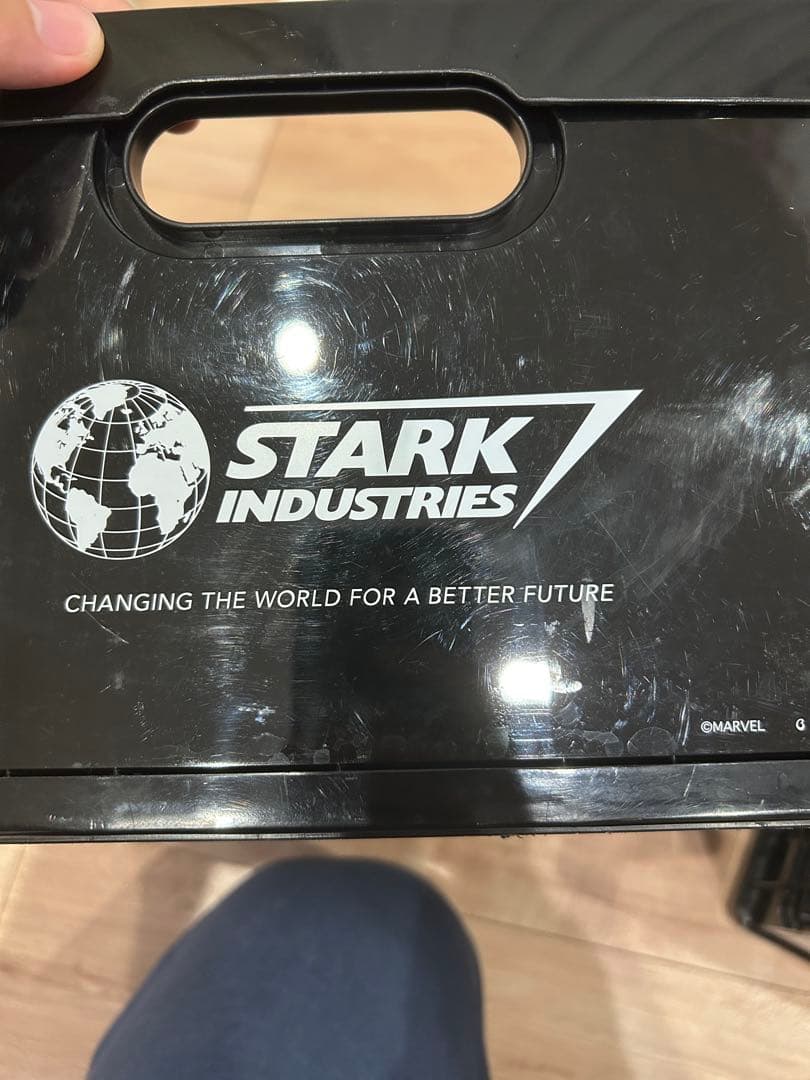 STARK
INDUSTRIES
CHANGING THE WORLD FOR A BETTER FUTURE
©MARVEL